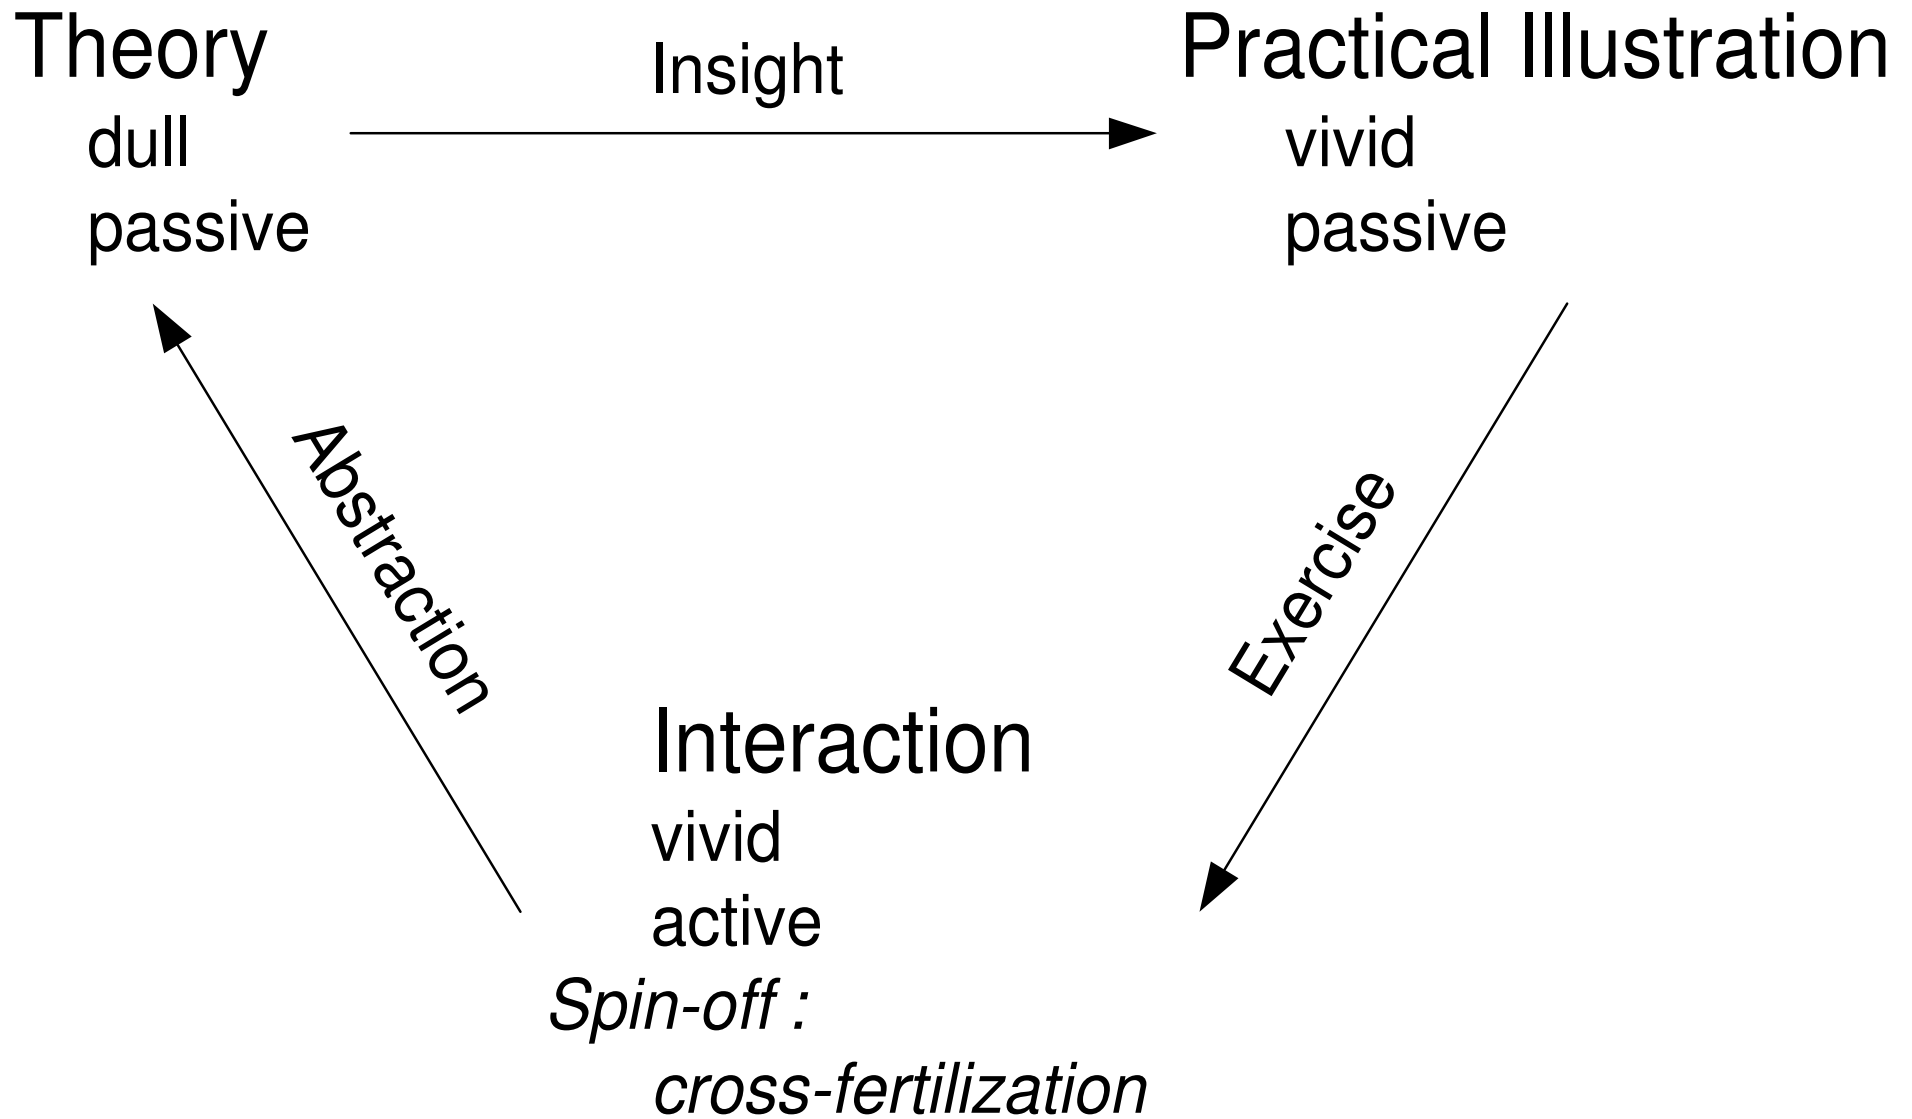 Theory
dull
passive
Insight
Practical Illustration
vivid
passive
Abstraction
Exercise
Interaction
vivid
active
Spin-off :
cross-fertilization